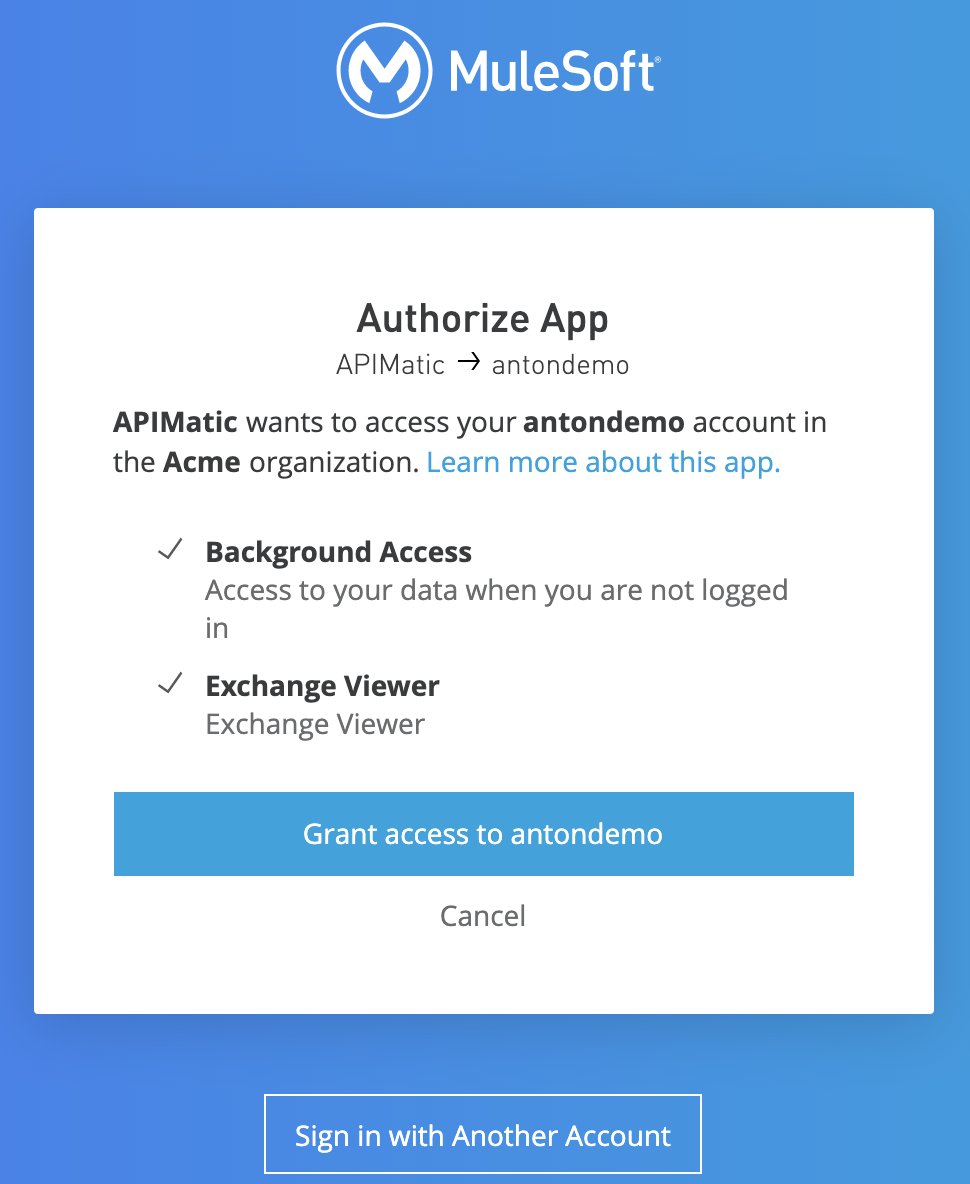 MuleSoft®
Authorize App
APIMatic → antondemo
APIMatic wants to access your antondemo account in
the Acme organization. Learn more about this app.
Background Access
Access to your data when you are not logged
in
Exchange Viewer
Exchange Viewer
Grant access to antondemo
Cancel
Sign in with Another Account